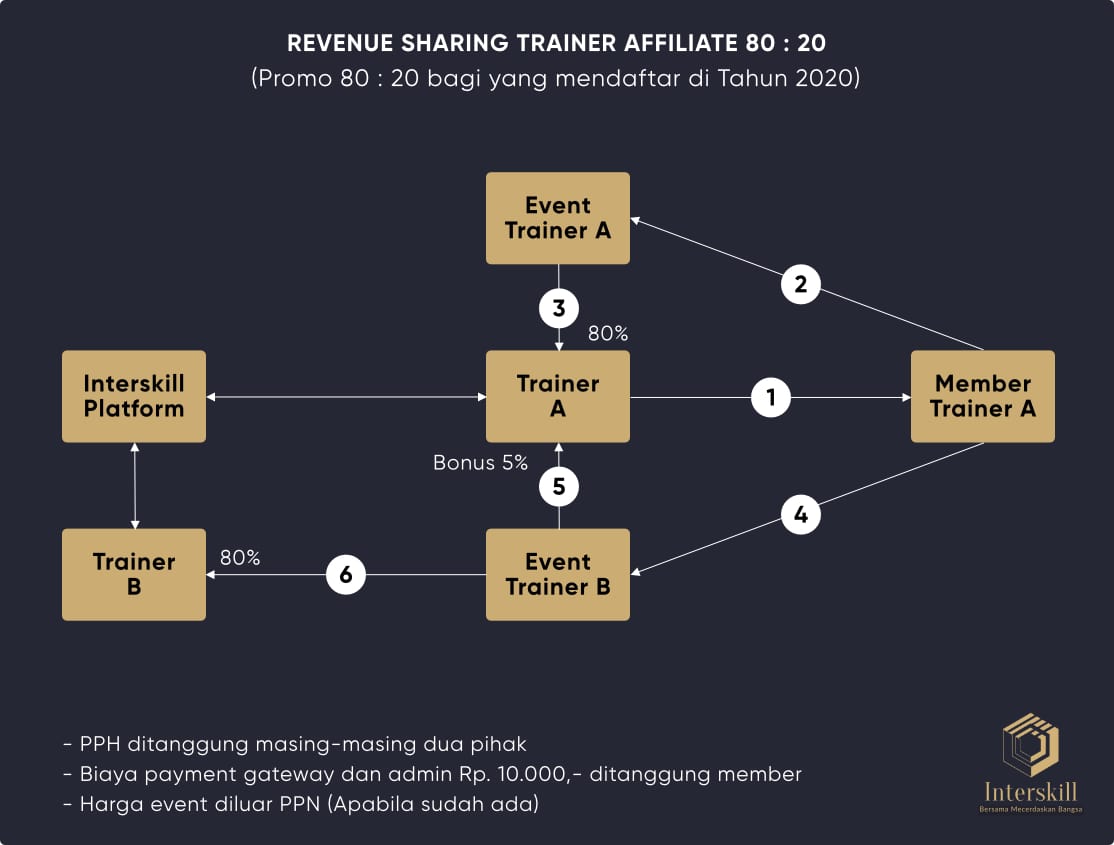 REVENUE SHARING TRAINER AFFILIATE 80 : 20
(Promo 80 : 20 bagi yang mendaftar di Tahun 2020)
Event
Trainer A
2
3
80%
Interskill
Platform
Trainer
A
1
Member
Trainer A
Bonus 5%
5
4
Trainer
B
80%
6
Event
Trainer B
- PPH ditanggung masing-masing dua pihak
- Biaya payment gateway dan admin Rp. 10.000,- ditanggung member
- Harga event diluar PPN (Apabila sudah ada)
Interskill
Bersama Mecerdaskan Bangsa